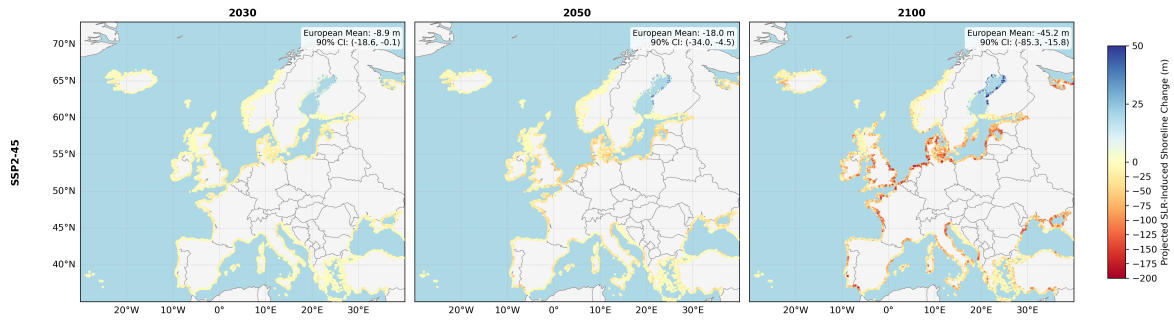 2030
2050
2100
European Mean: -8.9 m
90% CI: (-18.6, -0.1)
European Mean: -18.0 m
90% CI: (-34.0, -4.5)
European Mean: -45.2 m
90% CI: (-85.3, -15.8)
SSP2-45
70°N
65°N
60°N
55°N
50°N
45°N
40°N
20°W
10°W
0°
10°E
20°E
30°E
20°W
10°W
0°
10°E
20°E
30°E
20°W
10°W
0°
10°E
20°E
30°E
50
25
0
−25
−50
−75
−100
−125
−150
−175
−200
Projected SLR-Induced Shoreline Change (m)